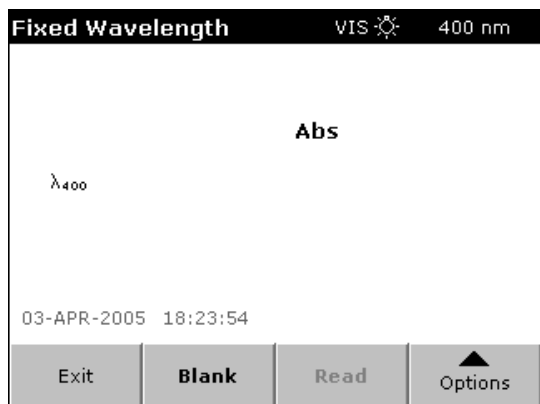 Fixed Wavelength VIS 400 nm
Abs
λ400
03-APR-2005 18:23:54
Exit Blank Read Options